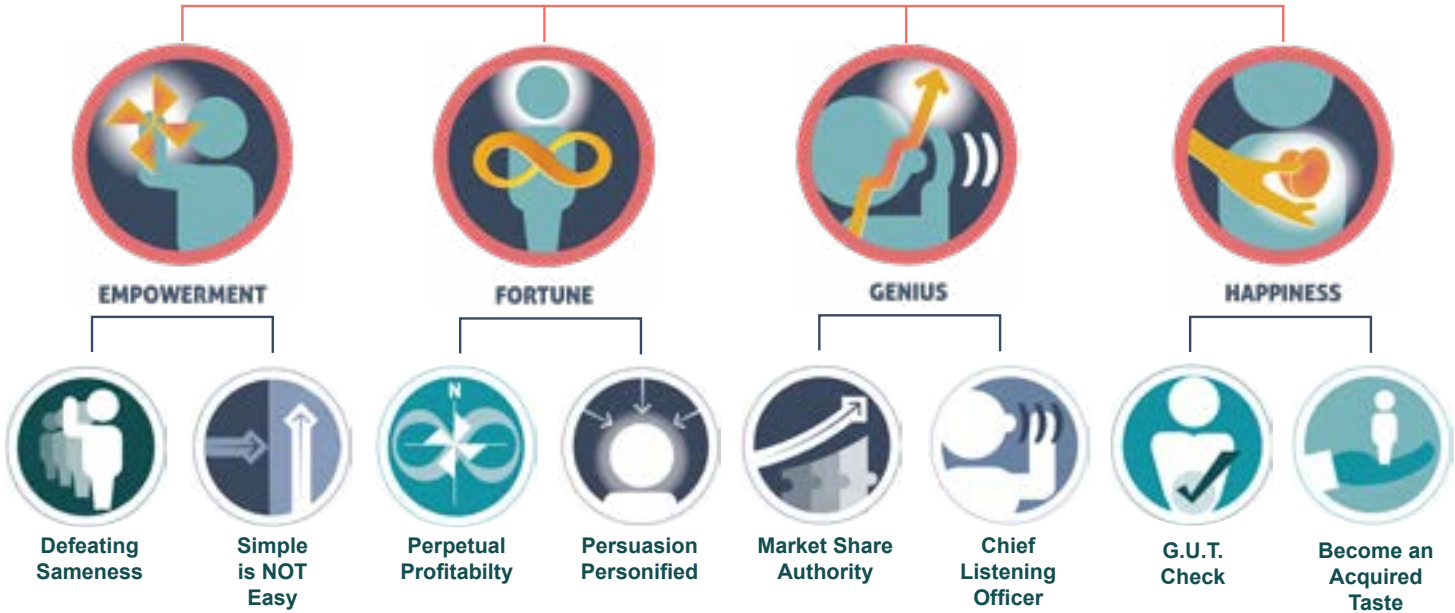 EMPOWERMENT
FORTUNE
GENIUS
HAPPINESS
N
Defeating
Sameness
Simple
is NOT
Easy
Perpetual
Profitabilty
Persuasion
Personified
Market Share
Authority
Chief
Listening
Officer
G.U.T.
Check
Become an
Acquired
Taste